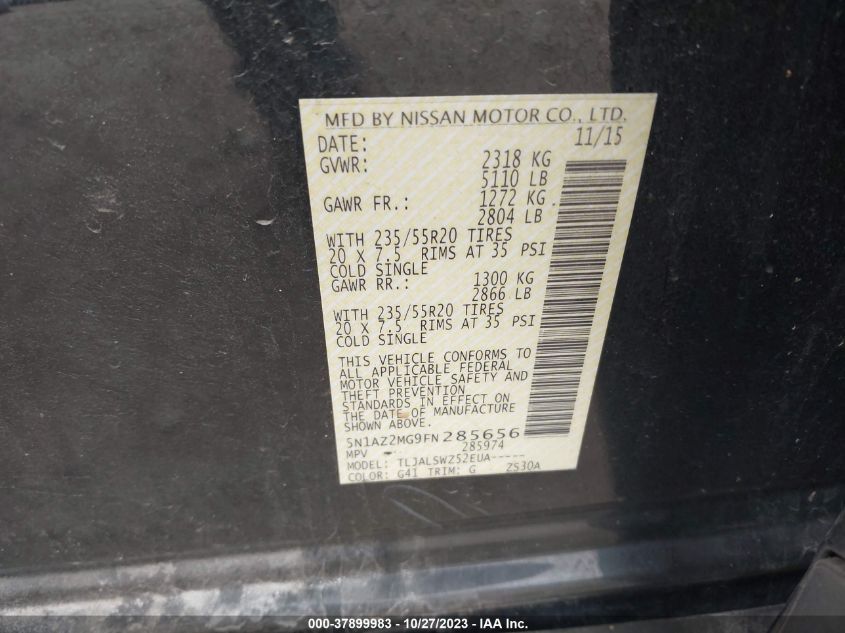 MFD BY NISSAN MOTOR CO., LTD.
DATE: 11/15
GVWR: 2318 KG
5110 LB
GAWR FR.: 1272 KG
2804 LB
WITH 235/55R20 TIRES
20 X 7.5 RIMS AT 35 PSI
COLD SINGLE
GAWR RR.: 1300 KG
2866 LB
WITH 235/55R20 TIRES
20 X 7.5 RIMS AT 35 PSI
COLD SINGLE
THIS VEHICLE CONFORMS TO
ALL APPLICABLE FEDERAL
MOTOR VEHICLE SAFETY AND
THEFT PREVENTION
STANDARDS IN EFFECT ON
THE DATE OF MANUFACTURE
SHOWN ABOVE.
5N1AZ2MG9FN285656
MPV 285974
MODEL: TLJALSWZ52EUA-----
COLOR: G41 TRIM: G ZS30A
000-37899983 - 10/27/2023 - IAA Inc.